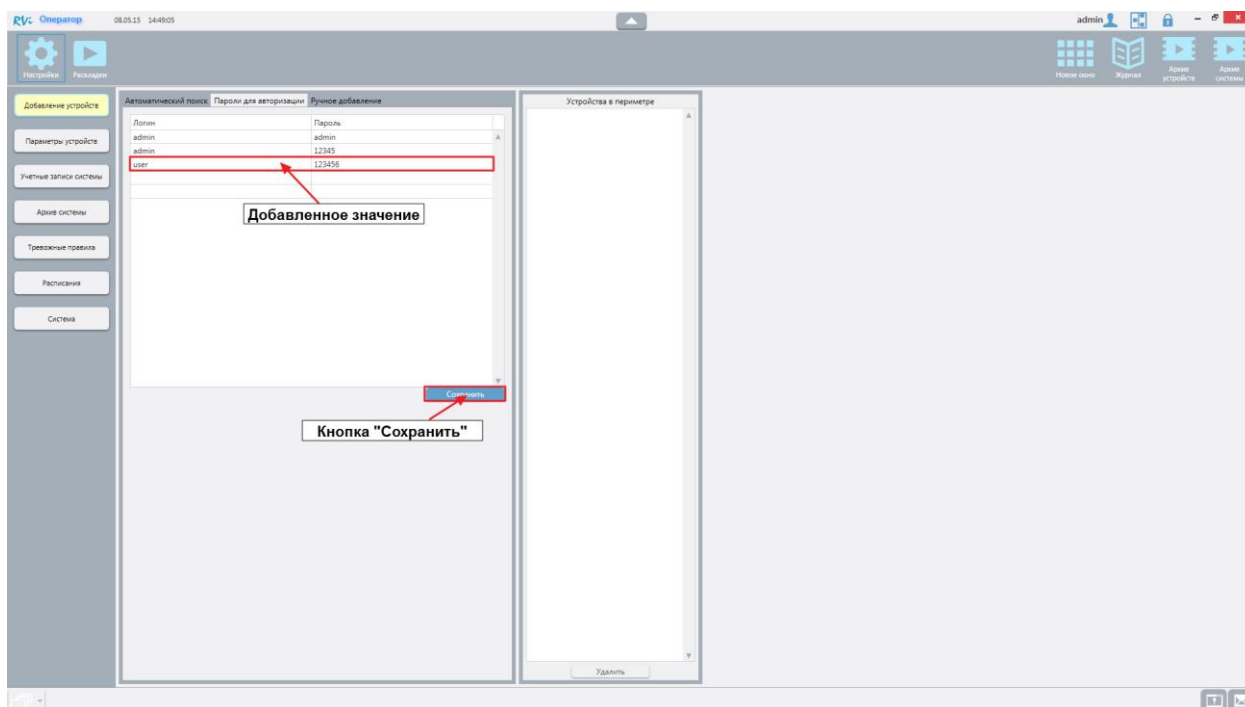 RVi Оператор 08.05.15 14:49:05 admin
Настройки Раскладки Новое окно Журнал Архив устройств Архив системы
Добавление устройств
Параметры устройств
Учетные записи системы
Архив системы
Тревожные правила
Расписания
Система
Автоматический поиск Пароли для авторизации Ручное добавление
Логин Пароль
admin admin
admin 12345
user 123456
Добавленное значение
Сохранить
Кнопка "Сохранить"
Устройства в периметре
Удалить